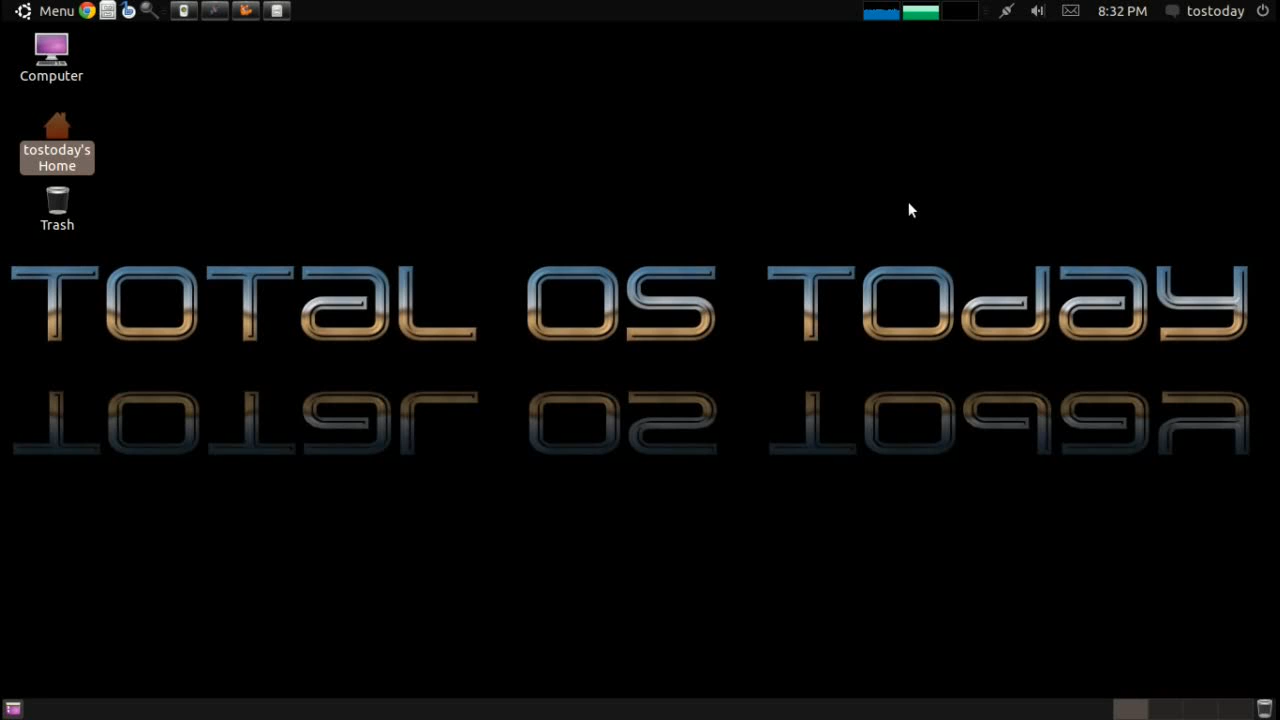 Menu
8:32 PM
tostoday
Computer
tostoday's
Home
Trash
TOTaL OS TOdaY